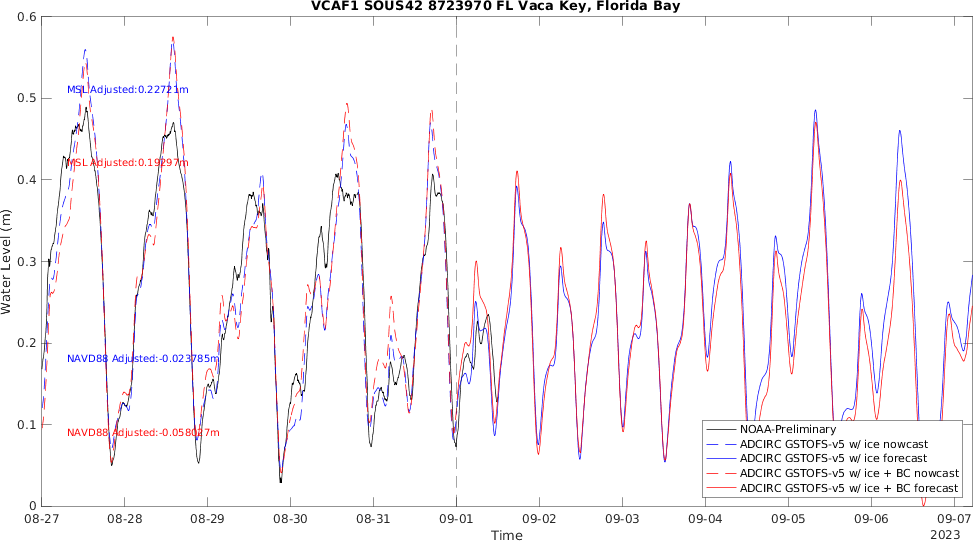 VCAF1 SOUS42 8723970 FL Vaca Key, Florida Bay
0.6
0.5
0.4
0.3
0.2
0.1
0
Water Level (m)
MSL Adjusted:0.22721m
MSL Adjusted:0.19297m
NAVD88 Adjusted:-0.023785m
NAVD88 Adjusted:-0.058027m
NOAA-Preliminary
ADCIRC GSTOFS-v5 w/ ice nowcast
ADCIRC GSTOFS-v5 w/ ice forecast
ADCIRC GSTOFS-v5 w/ ice + BC nowcast
ADCIRC GSTOFS-v5 w/ ice + BC forecast
08-27 08-28 08-29 08-30 08-31 09-01 09-02 09-03 09-04 09-05 09-06 09-07
Time
2023